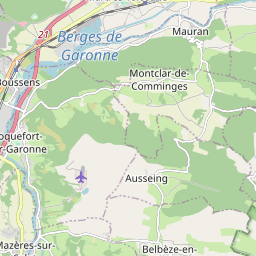 Mauran
21
Berges de
Garonne
Montclar-de-
Comminges
Boussens
oquefort-
r-Garonne
Ausseing
Mazères-sur-
Belbèze-en-